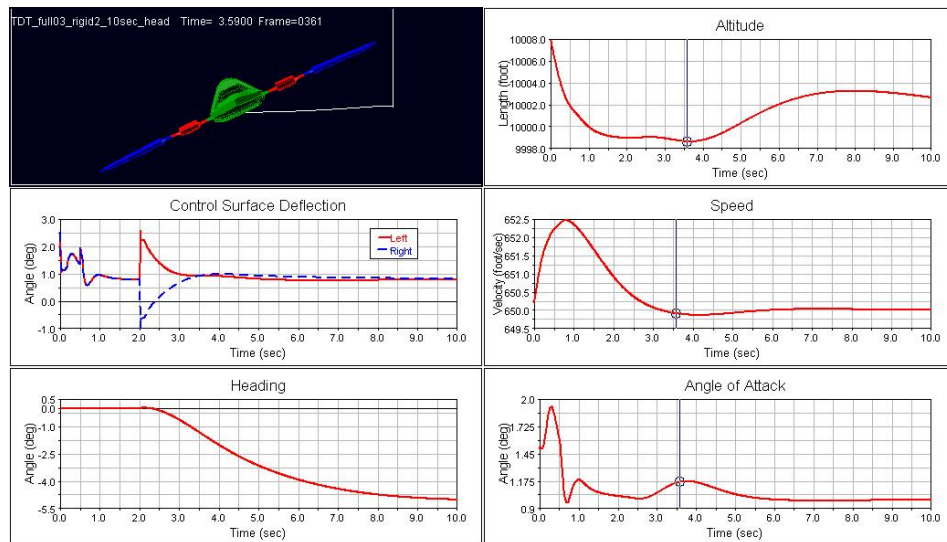 TDT_full03_rigid2_10sec_head Time= 3.5900 Frame=0361
Altitude
Length (foot)
10008.0
10006.0
10004.0
10002.0
10000.0
9998.0
0.0 1.0 2.0 3.0 4.0 5.0 6.0 7.0 8.0 9.0 10.0
Time (sec)
Control Surface Deflection
Angle (deg)
3.0
2.0
1.0
0.0
-1.0
Left
Right
0.0 1.0 2.0 3.0 4.0 5.0 6.0 7.0 8.0 9.0 10.0
Time (sec)
Speed
Velocity (foot/sec)
652.5
652.0
651.5
651.0
650.5
650.0
649.5
0.0 1.0 2.0 3.0 4.0 5.0 6.0 7.0 8.0 9.0 10.0
Time (sec)
Heading
Angle (deg)
0.5
0.0
-1.0
-2.5
-4.0
-5.5
0.0 1.0 2.0 3.0 4.0 5.0 6.0 7.0 8.0 9.0 10.0
Time (sec)
Angle of Attack
Angle (deg)
2.0
1.725
1.45
1.175
0.9
0.0 1.0 2.0 3.0 4.0 5.0 6.0 7.0 8.0 9.0 10.0
Time (sec)